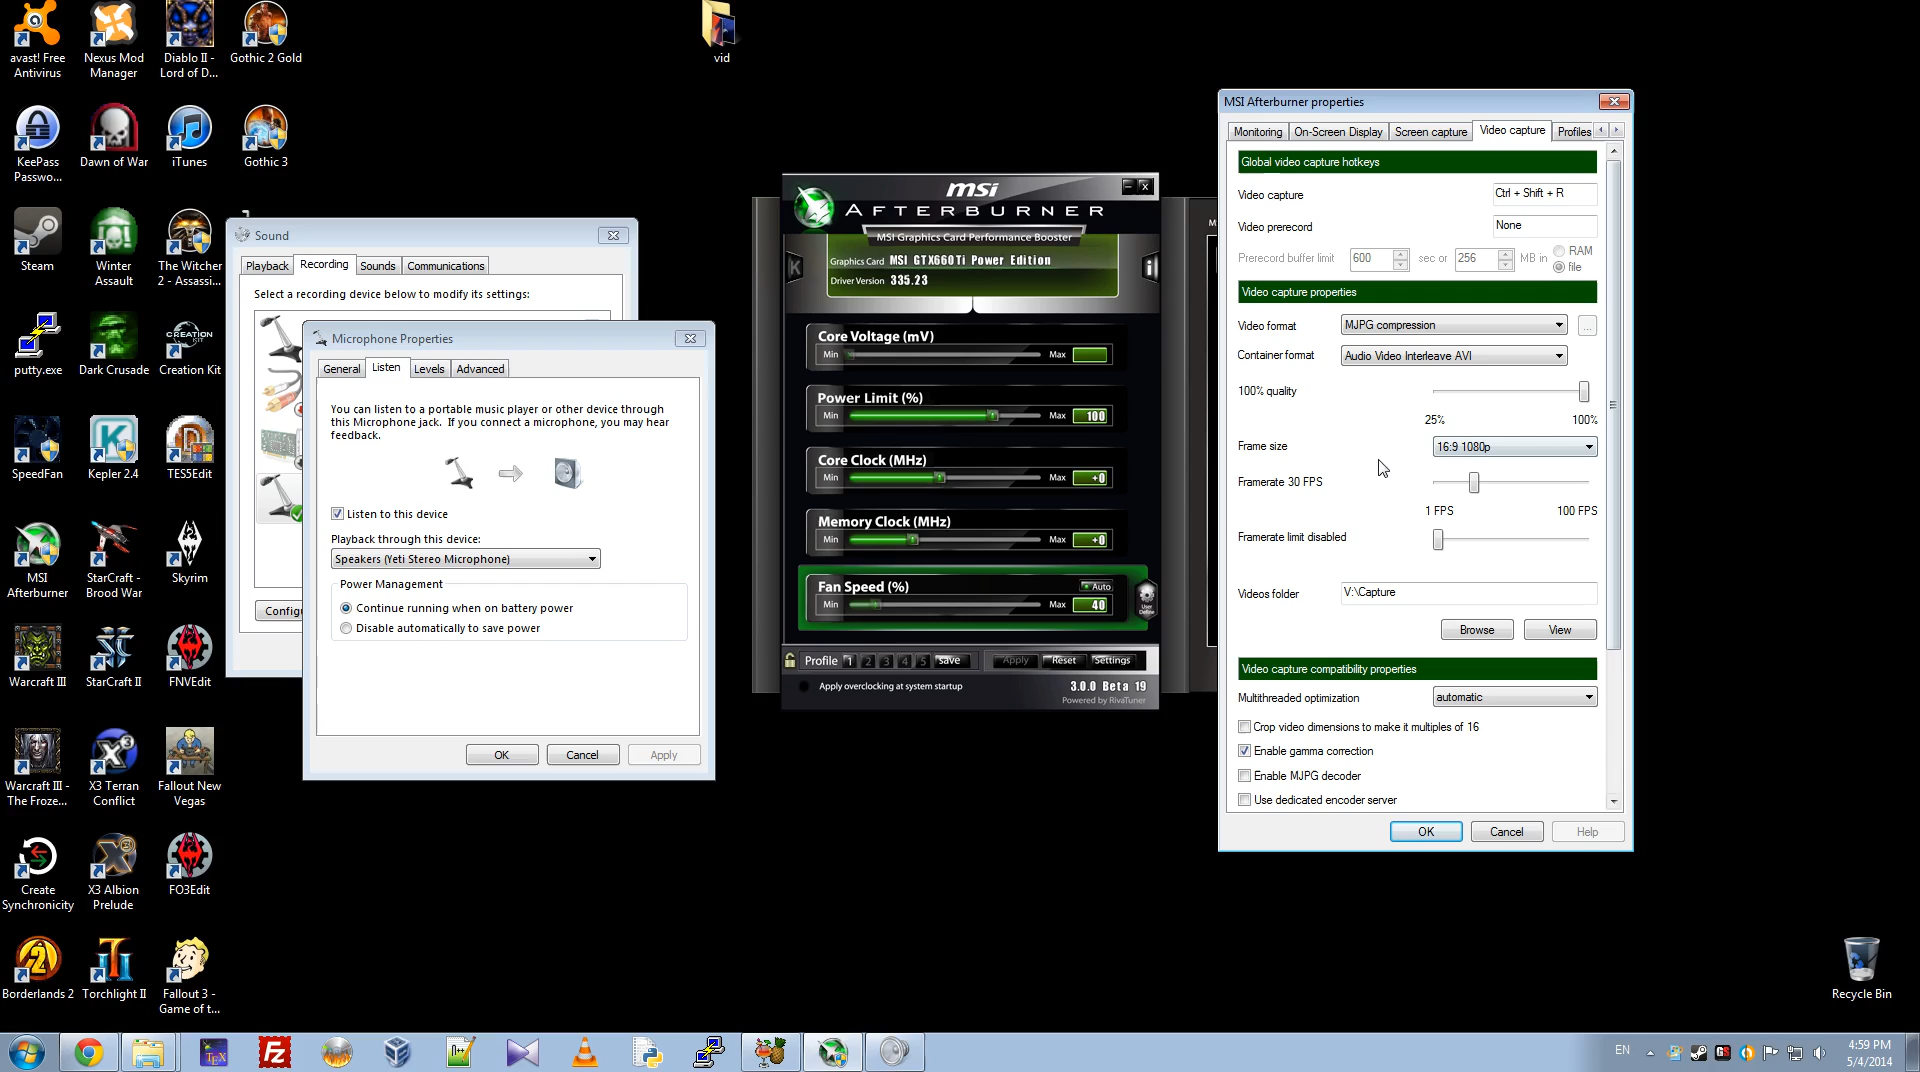 avast! Free
Antivirus
Nexus Mod
Manager
Diablo II -
Lord of D...
Gothic 2 Gold
vid
KeePass
Passwo...
Dawn of War
iTunes
Gothic 3
Steam
Winter
Assault
The Witcher
2 - Assassi...
putty.exe
Dark Crusade
Creation Kit
SpeedFan
Kepler 2.4
TES5Edit
MSI
Afterburner
StarCraft -
Brood War
Skyrim
Warcraft III
StarCraft II
FNVEdit
Warcraft III -
The Froze...
X3 Terran
Conflict
Fallout New
Vegas
Create
Synchronicity
X3 Albion
Prelude
FO3Edit
Borderlands 2
Torchlight II
Fallout 3 -
Game of t...
Recycle Bin
Sound
Playback
Recording
Sounds
Communications
Select a recording device below to modify its settings:
Configu
Microphone Properties
General
Listen
Levels
Advanced
You can listen to a portable music player or other device through
this Microphone jack. If you connect a microphone, you may hear
feedback.
Listen to this device
Playback through this device:
Speakers (Yeti Stereo Microphone)
Power Management
Continue running when on battery power
Disable automatically to save power
OK
Cancel
Apply
msi
AFTERBURNER
MSI Graphics Card Performance Booster
K
i
Graphics Card MSI GTX660Ti Power Edition
Driver Version 335.23
Core Voltage (mV)
Min
Max
Power Limit (%)
Min
Max 100
Core Clock (MHz)
Min
Max +0
Memory Clock (MHz)
Min
Max +0
Fan Speed (%)
Auto
Min
Max 40
User
Define
Profile 1 2 3 4 5 save
Apply
Reset
Settings
Apply overclocking at system startup
3.0.0 Beta 19
Powered by RivaTuner
M
MSI Afterburner properties
Monitoring
On-Screen Display
Screen capture
Video capture
Profiles
Global video capture hotkeys
Video capture
Ctrl + Shift + R
Video prerecord
None
Prerecord buffer limit
600
sec or
256
MB in
RAM
file
Video capture properties
Video format
MJPG compression
...
Container format
Audio Video Interleave AVI
100% quality
25%
100%
Frame size
16:9 1080p
Framerate 30 FPS
1 FPS
100 FPS
Framerate limit disabled
Videos folder
V:\Capture
Browse
View
Video capture compatibility properties
Multithreaded optimization
automatic
Crop video dimensions to make it multiples of 16
Enable gamma correction
Enable MJPG decoder
Use dedicated encoder server
OK
Cancel
Help
EN
4:59 PM
5/4/2014